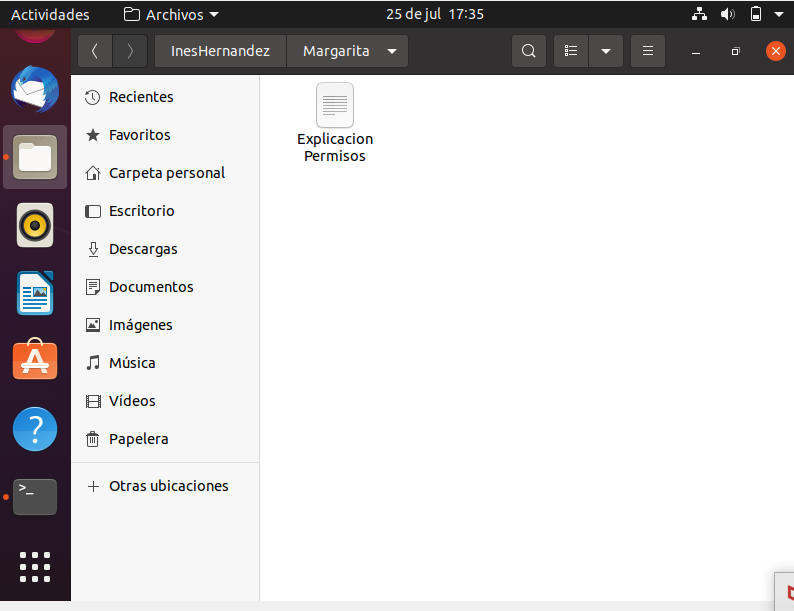 Actividades
Archivos
25 de jul 17:35
InesHernandez
Margarita
Recientes
Favoritos
Carpeta personal
Escritorio
Descargas
Documentos
Imágenes
Música
Vídeos
Papelera
Otras ubicaciones
Explicacion
Permisos